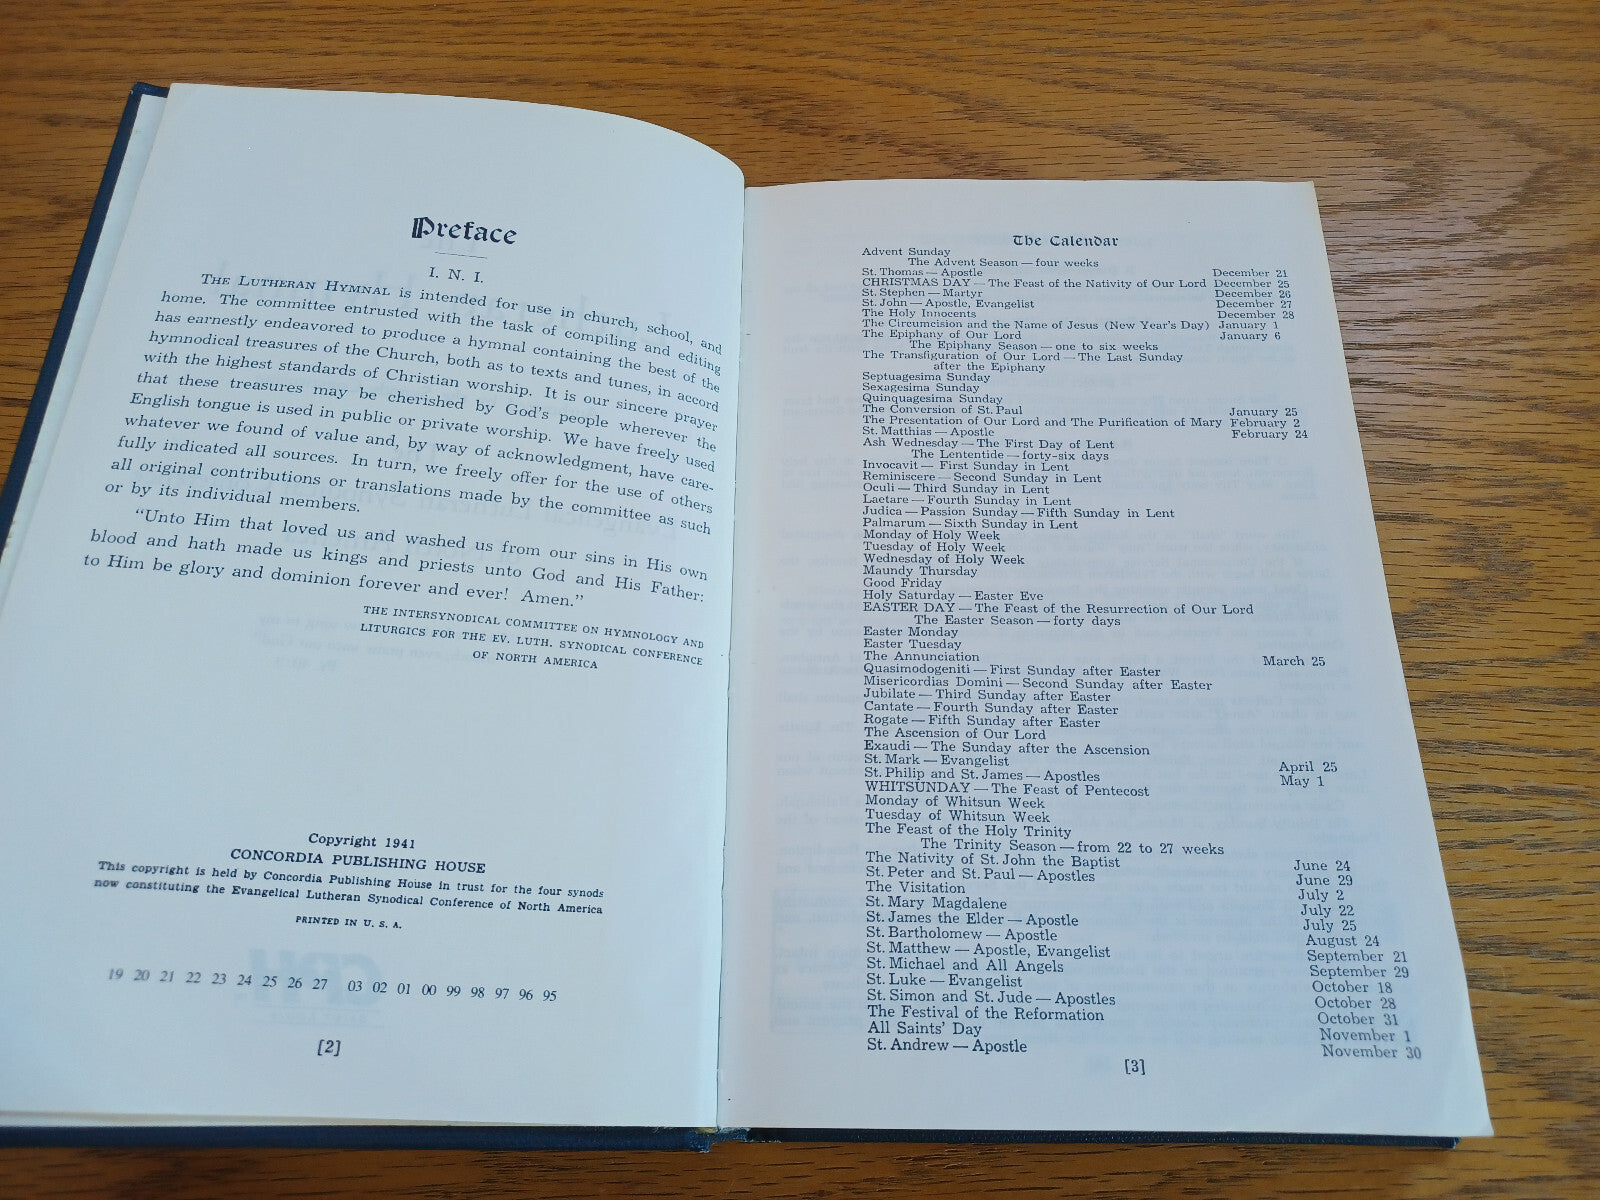 Preface
I. N. I.
THE LUTHERAN HYMNAL is intended for use in church, school, and
home. The committee entrusted with the task of compiling and editing
has earnestly endeavored to produce a hymnal containing the best of the
hymnodical treasures of the Church, both as to texts and tunes, in accord
with the highest standards of Christian worship. It is our sincere prayer
that these treasures may be cherished by God's people wherever the
English tongue is used in public or private worship. We have freely used
whatever we found of value and, by way of acknowledgment, have care-
fully indicated all sources. In turn, we freely offer for the use of others
all original contributions or translations made by the committee as such
or by its individual members.
"Unto Him that loved us and washed us from our sins in His own
blood and hath made us kings and priests unto God and His Father:
to Him be glory and dominion forever and ever! Amen."
THE INTERSYNODICAL COMMITTEE ON HYMNOLOGY AND
LITURGICS FOR THE EV. LUTH. SYNODICAL CONFERENCE
OF NORTH AMERICA
Copyright 1941
CONCORDIA PUBLISHING HOUSE
This copyright is held by Concordia Publishing House in trust for the four synods
now constituting the Evangelical Lutheran Synodical Conference of North America
PRINTED IN U. S. A.
19 20 21 22 23 24 25 26 27 03 02 01 00 99 98 97 96 95
[2]
The Calendar
Advent Sunday
The Advent Season — four weeks
St. Thomas — Apostle December 21
CHRISTMAS DAY — The Feast of the Nativity of Our Lord December 25
St. Stephen — Martyr December 26
St. John — Apostle, Evangelist December 27
The Holy Innocents December 28
The Circumcision and the Name of Jesus (New Year's Day) January 1
The Epiphany of Our Lord January 6
The Epiphany Season — one to six weeks
The Transfiguration of Our Lord — The Last Sunday
after the Epiphany
Septuagesima Sunday
Sexagesima Sunday
Quinquagesima Sunday
The Conversion of St. Paul January 25
The Presentation of Our Lord and The Purification of Mary February 2
St. Matthias — Apostle February 24
Ash Wednesday — The First Day of Lent
The Lententide — forty-six days
Invocavit — First Sunday in Lent
Reminiscere — Second Sunday in Lent
Oculi — Third Sunday in Lent
Laetare — Fourth Sunday in Lent
Judica — Passion Sunday — Fifth Sunday in Lent
Palmarum — Sixth Sunday in Lent
Monday of Holy Week
Tuesday of Holy Week
Wednesday of Holy Week
Maundy Thursday
Good Friday
Holy Saturday — Easter Eve
EASTER DAY — The Feast of the Resurrection of Our Lord
The Easter Season — forty days
Easter Monday
Easter Tuesday
The Annunciation March 25
Quasimodogeniti — First Sunday after Easter
Misericordias Domini — Second Sunday after Easter
Jubilate — Third Sunday after Easter
Cantate — Fourth Sunday after Easter
Rogate — Fifth Sunday after Easter
The Ascension of Our Lord
Exaudi — The Sunday after the Ascension
St. Mark — Evangelist April 25
St. Philip and St. James — Apostles May 1
WHITSUNDAY — The Feast of Pentecost
Monday of Whitsun Week
Tuesday of Whitsun Week
The Feast of the Holy Trinity
The Trinity Season — from 22 to 27 weeks
The Nativity of St. John the Baptist June 24
St. Peter and St. Paul — Apostles June 29
The Visitation July 2
St. Mary Magdalene July 22
St. James the Elder — Apostle July 25
St. Bartholomew — Apostle August 24
St. Matthew — Apostle, Evangelist September 21
St. Michael and All Angels September 29
St. Luke — Evangelist October 18
St. Simon and St. Jude — Apostles October 28
The Festival of the Reformation October 31
All Saints' Day November 1
St. Andrew — Apostle November 30
[3]